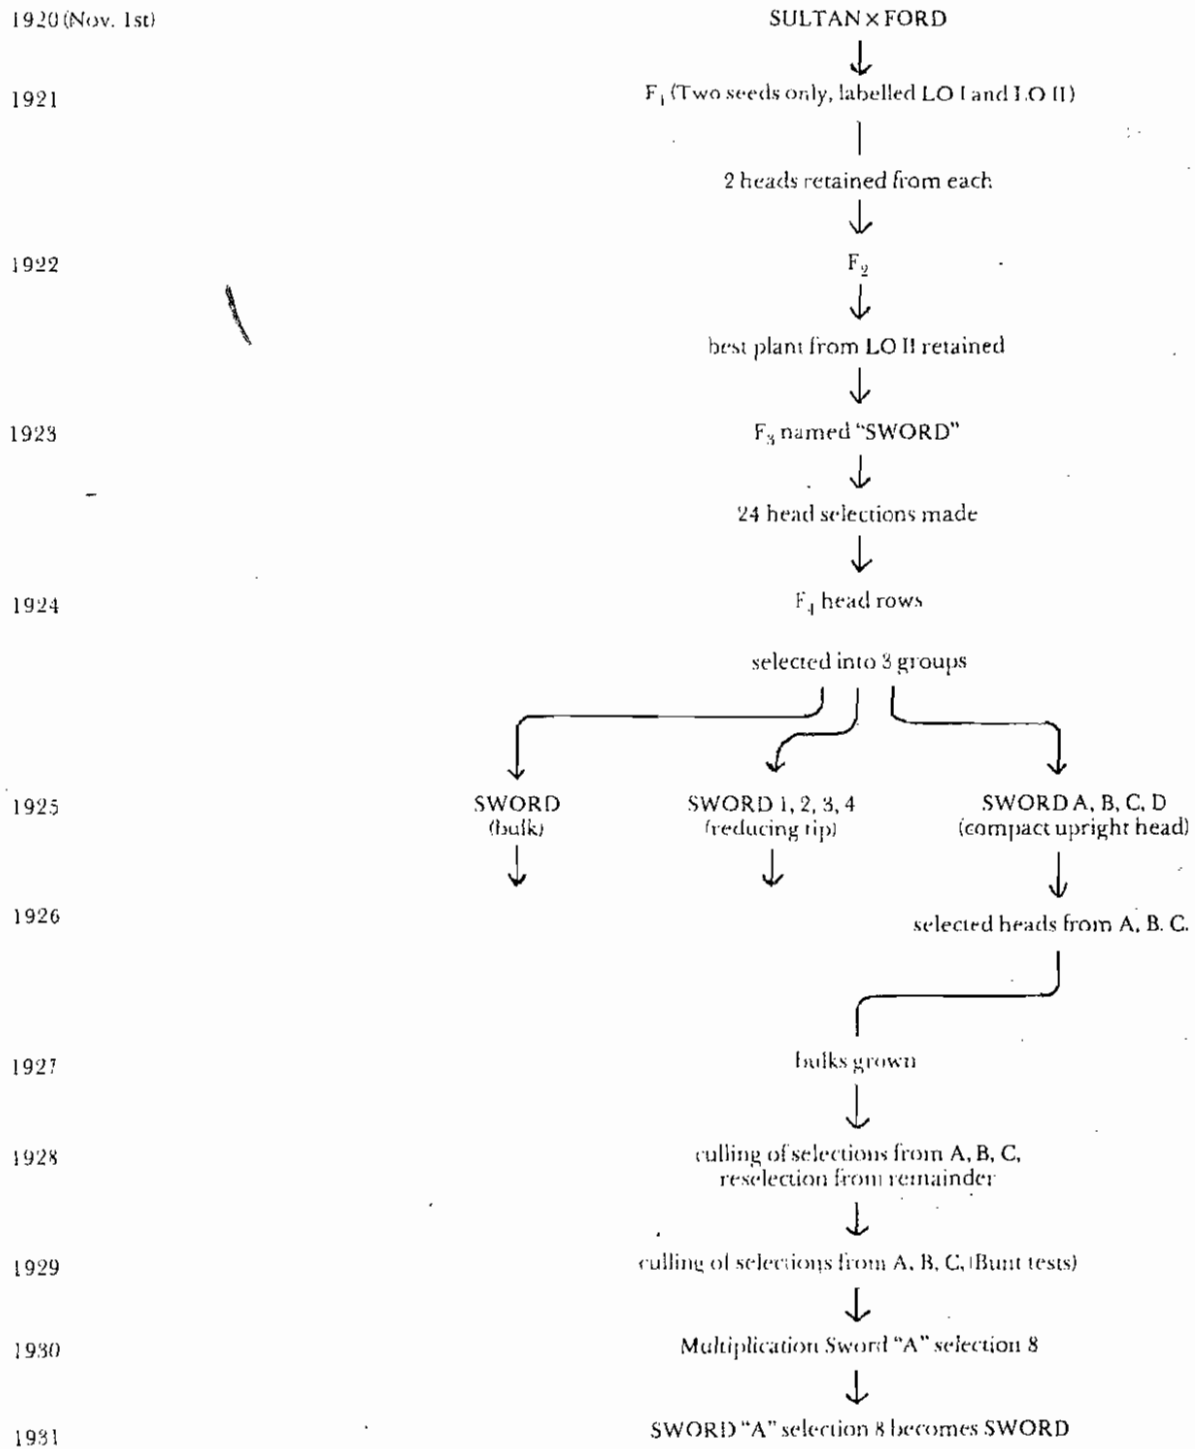 1920 (Nov. 1st) SULTAN × FORD
1921 F₁ (Two seeds only, labelled LO I and LO II)
2 heads retained from each
1922 F₂
best plant from LO II retained
1923 F₃ named “SWORD”
24 head selections made
1924 F₄ head rows
selected into 3 groups
1925 SWORD SWORD 1, 2, 3, 4 SWORD A, B, C, D
(bulk) (reducing tip) (compact upright head)
1926 selected heads from A, B. C.
1927 bulks grown
1928 culling of selections from A, B, C,
reselection from remainder
1929 culling of selections from A, B, C, (Bunt tests)
1930 Multiplication Sword “A” selection 8
1931 SWORD “A” selection 8 becomes SWORD